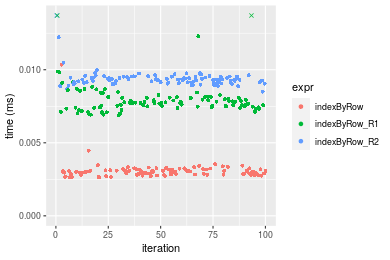 0.010
0.005
0.000
time (ms)
0
25
50
75
100
iteration
expr
indexByRow
indexByRow_R1
indexByRow_R2